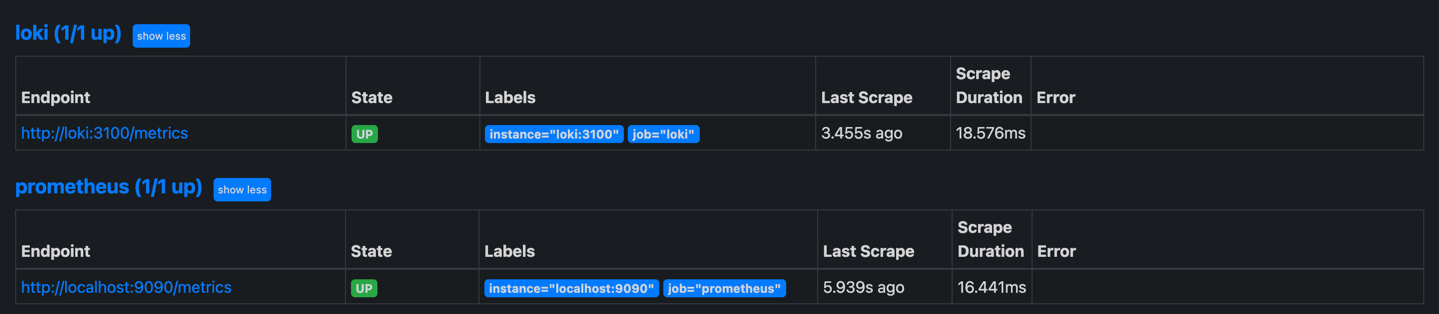 loki (1/1 up) show less
Endpoint State Labels Last Scrape Scrape Duration Error
http://loki:3100/metrics UP instance="loki:3100" job="loki" 3.455s ago 18.576ms
prometheus (1/1 up) show less
Endpoint State Labels Last Scrape Scrape Duration Error
http://localhost:9090/metrics UP instance="localhost:9090" job="prometheus" 5.939s ago 16.441ms